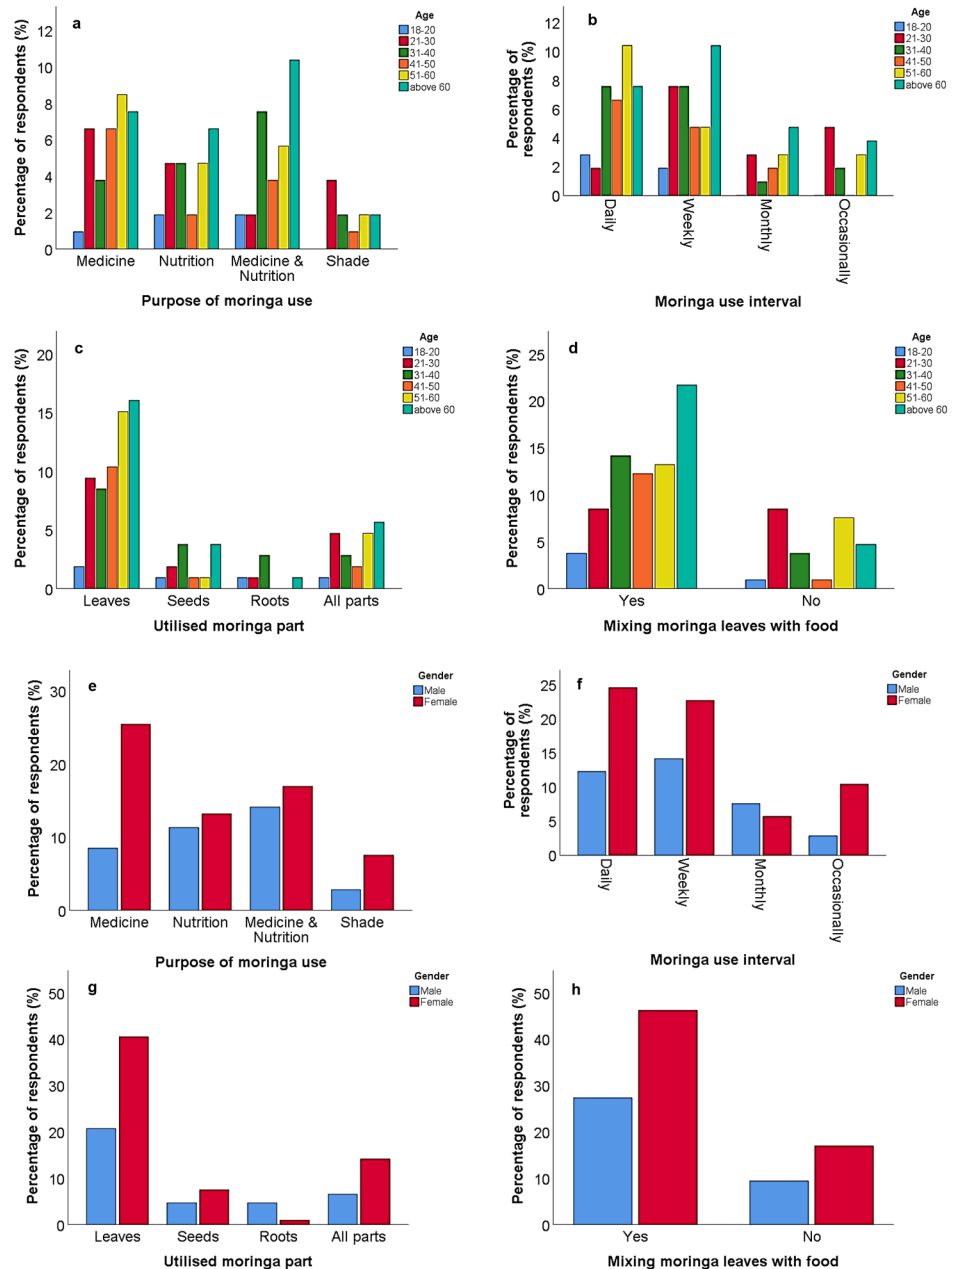 a
Percentage of respondents (%)
12
10
8
6
4
2
0
Medicine
Nutrition
Medicine &
Nutrition
Shade
Purpose of moringa use
Age
18-20
21-30
31-40
41-50
51-60
above 60
b
Percentage of
respondents (%)
12
10
8
6
4
2
0
Daily
Weekly
Monthly
Occasionally
Moringa use interval
Age
18-20
21-30
31-40
41-50
51-60
above 60
c
Percentage of respondents (%)
20
15
10
5
0
Leaves
Seeds
Roots
All parts
Utilised moringa part
Age
18-20
21-30
31-40
41-50
51-60
above 60
d
Percentage of respondents (%)
25
20
15
10
5
0
Yes
No
Mixing moringa leaves with food
Age
18-20
21-30
31-40
41-50
51-60
above 60
e
Percentage of respondents (%)
30
20
10
0
Medicine
Nutrition
Medicine &
Nutrition
Shade
Purpose of moringa use
Gender
Male
Female
f
Percentage of
respondents (%)
25
20
15
10
5
0
Daily
Weekly
Monthly
Occasionally
Moringa use interval
Gender
Male
Female
g
Percentage of respondents (%)
50
40
30
20
10
0
Leaves
Seeds
Roots
All parts
Utilised moringa part
Gender
Male
Female
h
Percentage of respondents (%)
50
40
30
20
10
0
Yes
No
Mixing moringa leaves with food
Gender
Male
Female